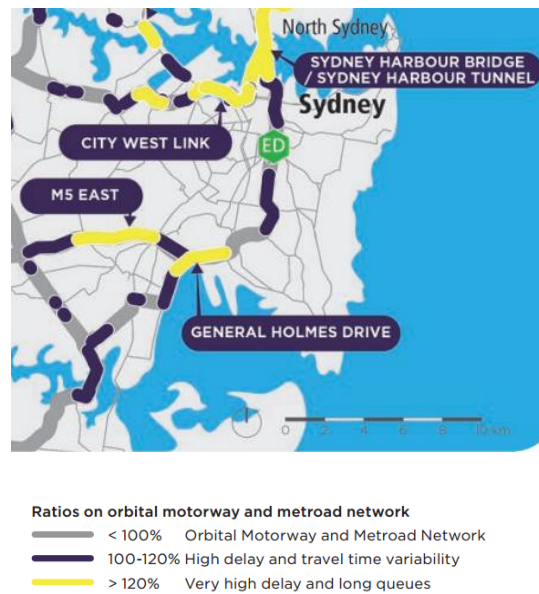 North Sydney
SYDNEY HARBOUR BRIDGE
/ SYDNEY HARBOUR TUNNEL
Sydney
CITY WEST LINK
ED
M5 EAST
GENERAL HOLMES DRIVE
0 2 4 6 8 10 km
Ratios on orbital motorway and metroad network
< 100% Orbital Motorway and Metroad Network
100-120% High delay and travel time variability
> 120% Very high delay and long queues